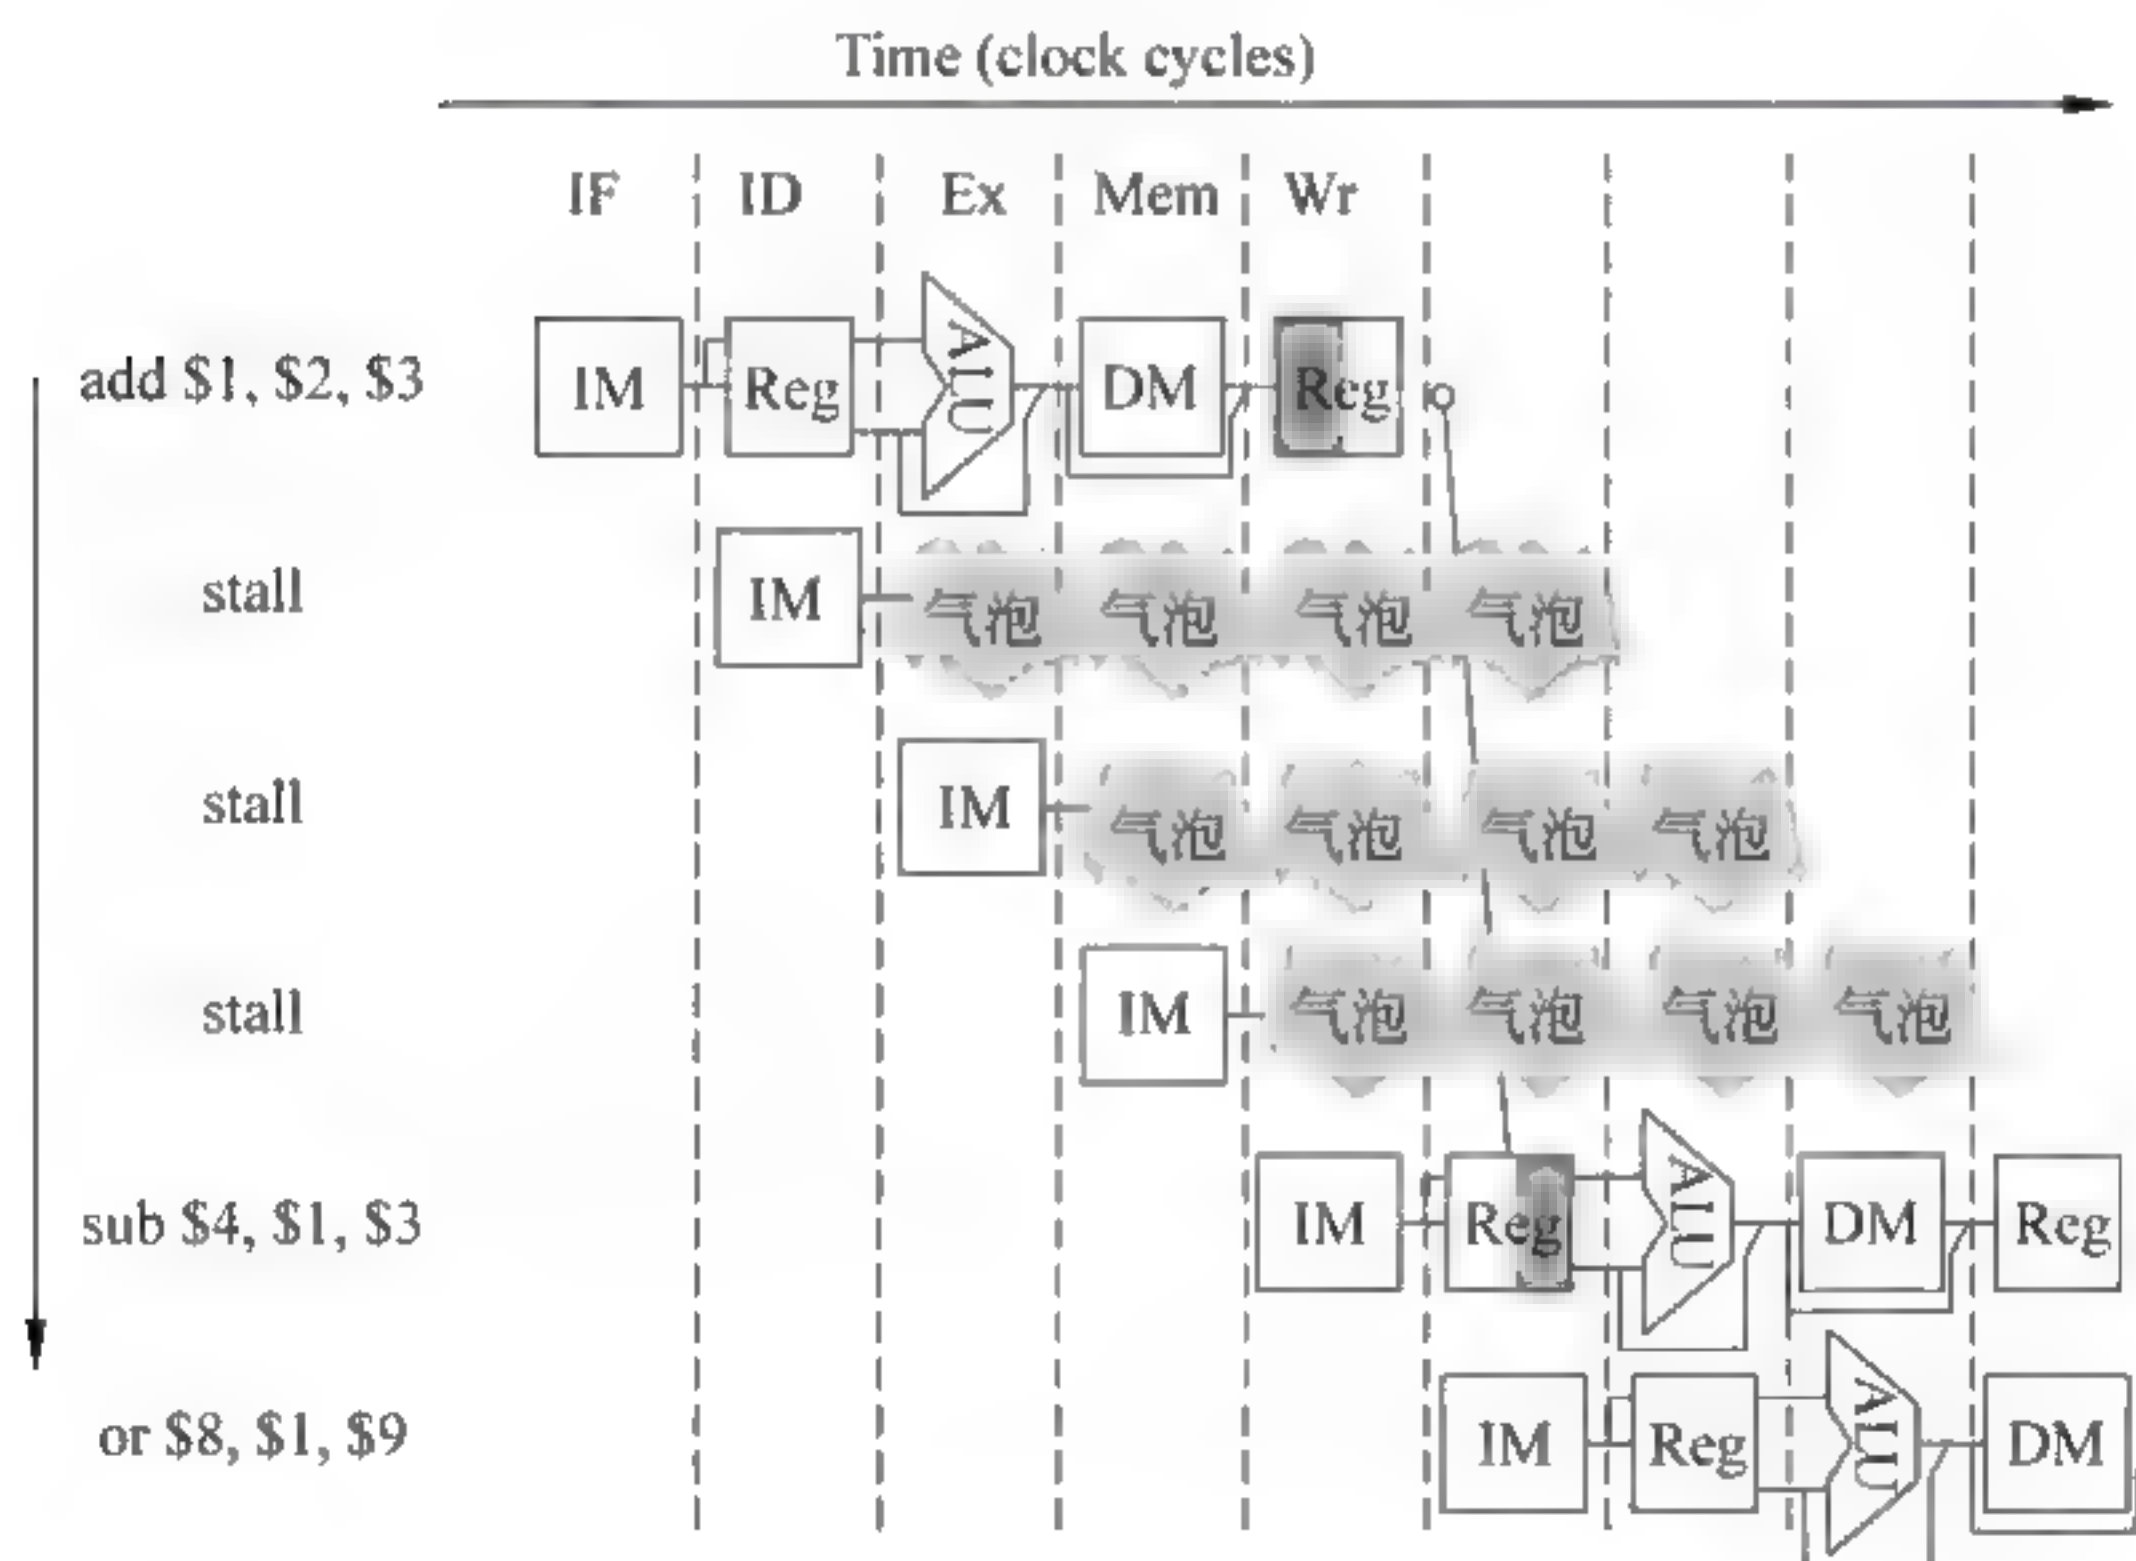 Time (clock cycles)
IF ID Ex Mem Wr
add $1, $2, $3 IM Reg ALU DM Reg
stall IM 气泡 气泡 气泡 气泡
stall IM 气泡 气泡 气泡 气泡
stall IM 气泡 气泡 气泡 气泡
sub $4, $1, $3 IM Reg ALU DM Reg
or $8, $1, $9 IM Reg ALU DM